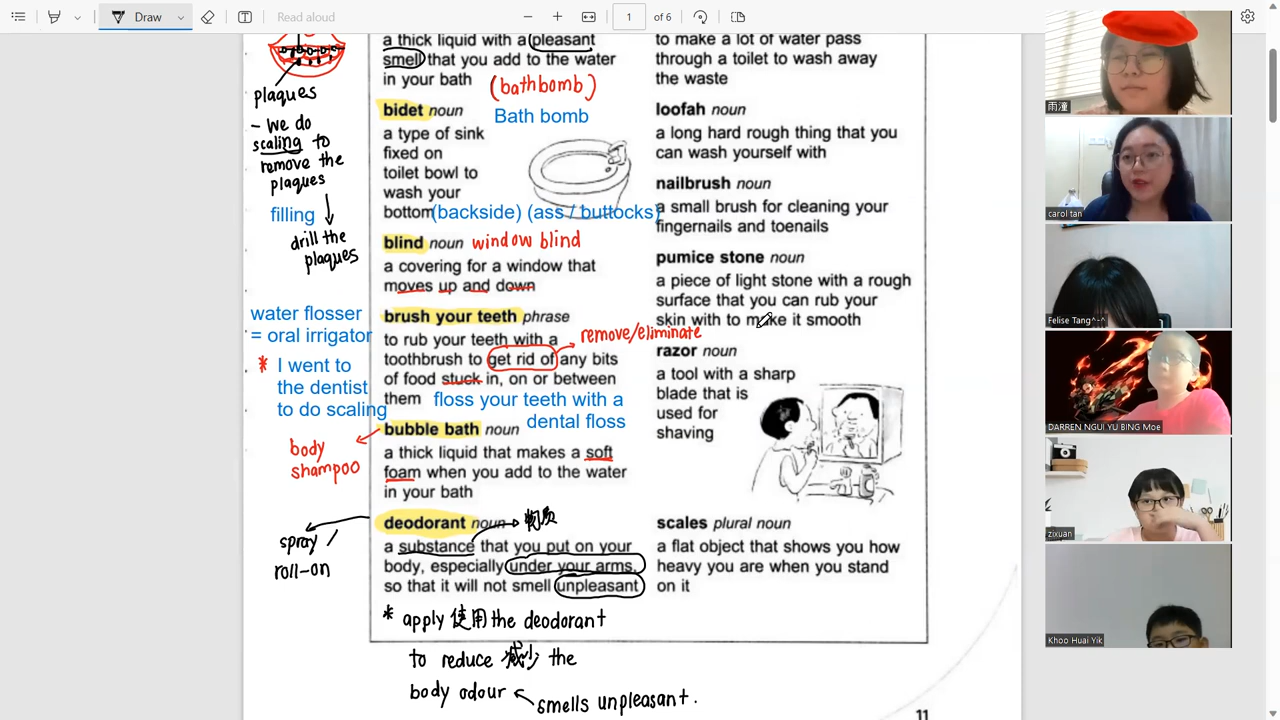 Draw
Read aloud
1
of 6
plaques
- We do
scaling to
remove the
plaques
filling
drill the
plaques
water flosser
= oral irrigator
* I went to
the dentist
to do scaling
body
shampoo
spray /
roll-on
a thick liquid with a pleasant
smell that you add to the water
in your bath
(bathbomb)
Bath bomb
bidet noun
a type of sink
fixed on
toilet bowl to
wash your
bottom (backside) (ass / buttocks)
blind noun window blind
a covering for a window that
moves up and down
brush your teeth phrase
to rub your teeth with a
toothbrush to get rid of any bits
remove/eliminate
of food stuck in, on or between
them floss your teeth with a
dental floss
bubble bath noun
a thick liquid that makes a soft
foam when you add to the water
in your bath
deodorant noun
a substance that you put on your
body, especially under your arms,
so that it will not smell unpleasant
* apply 使用 the deodorant
to reduce 减少 the
body odour
smells unpleasant.
to make a lot of water pass
through a toilet to wash away
the waste
loofah noun
a long hard rough thing that you
can wash yourself with
nailbrush noun
a small brush for cleaning your
fingernails and toenails
pumice stone noun
a piece of light stone with a rough
surface that you can rub your
skin with to make it smooth
razor noun
a tool with a sharp
blade that is
used for
shaving
scales plural noun
a flat object that shows you how
heavy you are when you stand
on it
11
雨潼
carol tan
Felise Tang^-^
DARREN NGUI YU BING Moe
zixuan
Khoo Huai Yik